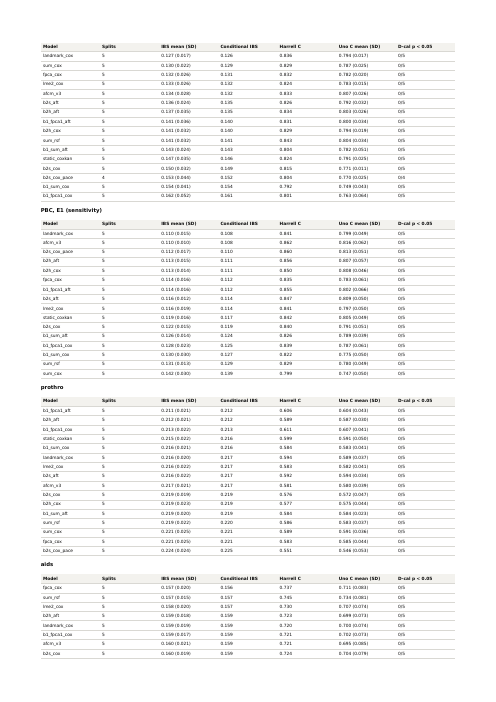 Model Splits IBS mean (SD) Conditional IBS Harrell C Uno C mean (SD) D-cal p < 0.05
landmark_cox 5 0.127 (0.017) 0.126 0.836 0.794 (0.017) 0/5
sum_cox 5 0.130 (0.022) 0.129 0.829 0.787 (0.025) 0/5
fpca_cox 5 0.132 (0.026) 0.131 0.832 0.782 (0.020) 0/5
lme2_cox 5 0.133 (0.026) 0.132 0.824 0.783 (0.015) 0/5
xfcm_v3 5 0.134 (0.028) 0.132 0.833 0.807 (0.026) 0/5
b2s_aft 5 0.136 (0.024) 0.135 0.826 0.792 (0.032) 0/5
b2h_aft 5 0.137 (0.035) 0.135 0.834 0.803 (0.026) 0/5
b1_fpca1_aft 5 0.141 (0.036) 0.140 0.831 0.800 (0.034) 0/5
b2h_cox 5 0.141 (0.032) 0.140 0.829 0.794 (0.019) 0/5
sum_rsf 5 0.141 (0.032) 0.141 0.843 0.804 (0.034) 0/5
b1_sum_aft 5 0.143 (0.024) 0.143 0.804 0.782 (0.051) 0/5
static_coxkan 5 0.147 (0.035) 0.146 0.824 0.791 (0.025) 0/5
b2s_cox 5 0.150 (0.032) 0.149 0.815 0.771 (0.011) 0/5
b2s_cox_pace 4 0.153 (0.044) 0.152 0.804 0.770 (0.025) 0/4
b1_sum_cox 5 0.154 (0.041) 0.154 0.792 0.749 (0.043) 0/5
b1_fpca1_cox 5 0.162 (0.052) 0.161 0.801 0.763 (0.064) 0/5
PBC, E1 (sensitivity)
Model Splits IBS mean (SD) Conditional IBS Harrell C Uno C mean (SD) D-cal p < 0.05
landmark_cox 5 0.110 (0.015) 0.108 0.841 0.799 (0.049) 0/5
xfcm_v3 5 0.110 (0.010) 0.108 0.862 0.816 (0.062) 0/5
b2s_cox_pace 5 0.112 (0.017) 0.110 0.860 0.813 (0.051) 0/5
b2h_aft 5 0.113 (0.015) 0.111 0.856 0.807 (0.057) 0/5
b2h_cox 5 0.113 (0.014) 0.111 0.850 0.808 (0.046) 0/5
fpca_cox 5 0.114 (0.016) 0.112 0.835 0.783 (0.061) 0/5
b1_fpca1_aft 5 0.114 (0.016) 0.112 0.855 0.802 (0.066) 0/5
b2s_aft 5 0.116 (0.012) 0.114 0.847 0.809 (0.050) 0/5
lme2_cox 5 0.116 (0.019) 0.114 0.841 0.797 (0.050) 0/5
static_coxkan 5 0.119 (0.016) 0.117 0.842 0.805 (0.049) 0/5
b2s_cox 5 0.122 (0.015) 0.119 0.840 0.791 (0.051) 0/5
b1_sum_aft 5 0.126 (0.014) 0.124 0.826 0.789 (0.039) 0/5
b1_fpca1_cox 5 0.128 (0.023) 0.125 0.839 0.787 (0.061) 0/5
b1_sum_cox 5 0.130 (0.030) 0.127 0.822 0.775 (0.050) 0/5
sum_rsf 5 0.131 (0.013) 0.129 0.829 0.780 (0.049) 0/5
sum_cox 5 0.142 (0.030) 0.139 0.799 0.747 (0.050) 0/5
prothro
Model Splits IBS mean (SD) Conditional IBS Harrell C Uno C mean (SD) D-cal p < 0.05
b1_fpca1_aft 5 0.211 (0.021) 0.212 0.606 0.604 (0.043) 0/5
b2h_aft 5 0.212 (0.021) 0.212 0.589 0.587 (0.030) 0/5
b1_fpca1_cox 5 0.213 (0.022) 0.213 0.611 0.607 (0.041) 0/5
static_coxkan 5 0.215 (0.022) 0.216 0.599 0.591 (0.050) 0/5
b1_sum_cox 5 0.216 (0.021) 0.216 0.584 0.583 (0.041) 0/5
landmark_cox 5 0.216 (0.020) 0.217 0.594 0.589 (0.037) 0/5
lme2_cox 5 0.216 (0.022) 0.217 0.583 0.582 (0.041) 0/5
b2s_aft 5 0.216 (0.022) 0.217 0.592 0.594 (0.034) 0/5
xfcm_v3 5 0.217 (0.021) 0.217 0.581 0.580 (0.039) 0/5
b2s_cox 5 0.219 (0.019) 0.219 0.576 0.572 (0.047) 0/5
b2h_cox 5 0.219 (0.023) 0.219 0.577 0.575 (0.044) 0/5
b1_sum_aft 5 0.219 (0.020) 0.219 0.584 0.584 (0.023) 0/5
sum_rsf 5 0.219 (0.022) 0.220 0.586 0.583 (0.037) 0/5
sum_cox 5 0.221 (0.025) 0.221 0.589 0.591 (0.036) 0/5
fpca_cox 5 0.221 (0.025) 0.221 0.583 0.585 (0.044) 0/5
b2s_cox_pace 5 0.224 (0.024) 0.225 0.551 0.546 (0.053) 0/5
aids
Model Splits IBS mean (SD) Conditional IBS Harrell C Uno C mean (SD) D-cal p < 0.05
fpca_cox 5 0.157 (0.020) 0.156 0.737 0.711 (0.083) 0/5
sum_rsf 5 0.157 (0.015) 0.157 0.745 0.734 (0.081) 0/5
lme2_cox 5 0.158 (0.020) 0.157 0.730 0.707 (0.074) 0/5
b2h_aft 5 0.159 (0.018) 0.159 0.723 0.699 (0.073) 0/5
landmark_cox 5 0.159 (0.019) 0.159 0.720 0.700 (0.074) 0/5
b1_fpca1_cox 5 0.159 (0.017) 0.159 0.721 0.702 (0.073) 0/5
xfcm_v3 5 0.160 (0.021) 0.159 0.721 0.695 (0.085) 0/5
b2s_cox 5 0.160 (0.019) 0.159 0.724 0.704 (0.079) 0/5